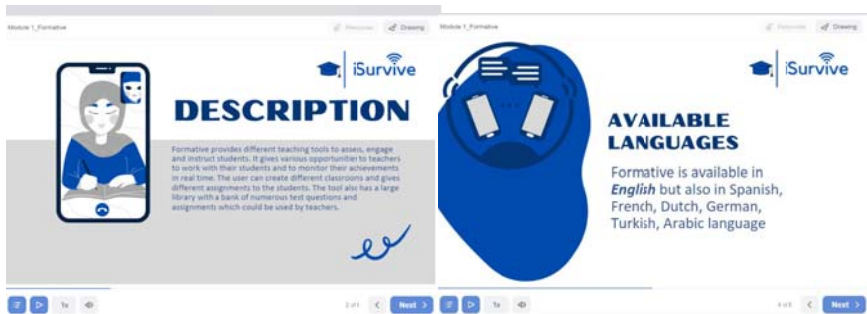 Module 1_Formative
Drawing
iSurvive
DESCRIPTION
Formative provides different teaching tools to assess, engage
and instruct students. It gives various opportunities to teachers
to work with their students and to monitor their achievements
in real time. The user can create different classrooms and gives
different assignments to the students. The tool also has a large
library with a bank of numerous test questions and
assignments which could be used by teachers.
1x
Next
Module 1_Formative
Drawing
iSurvive
AVAILABLE
LANGUAGES
Formative is available in
English but also in Spanish,
French, Dutch, German,
Turkish, Arabic language
1x
Next